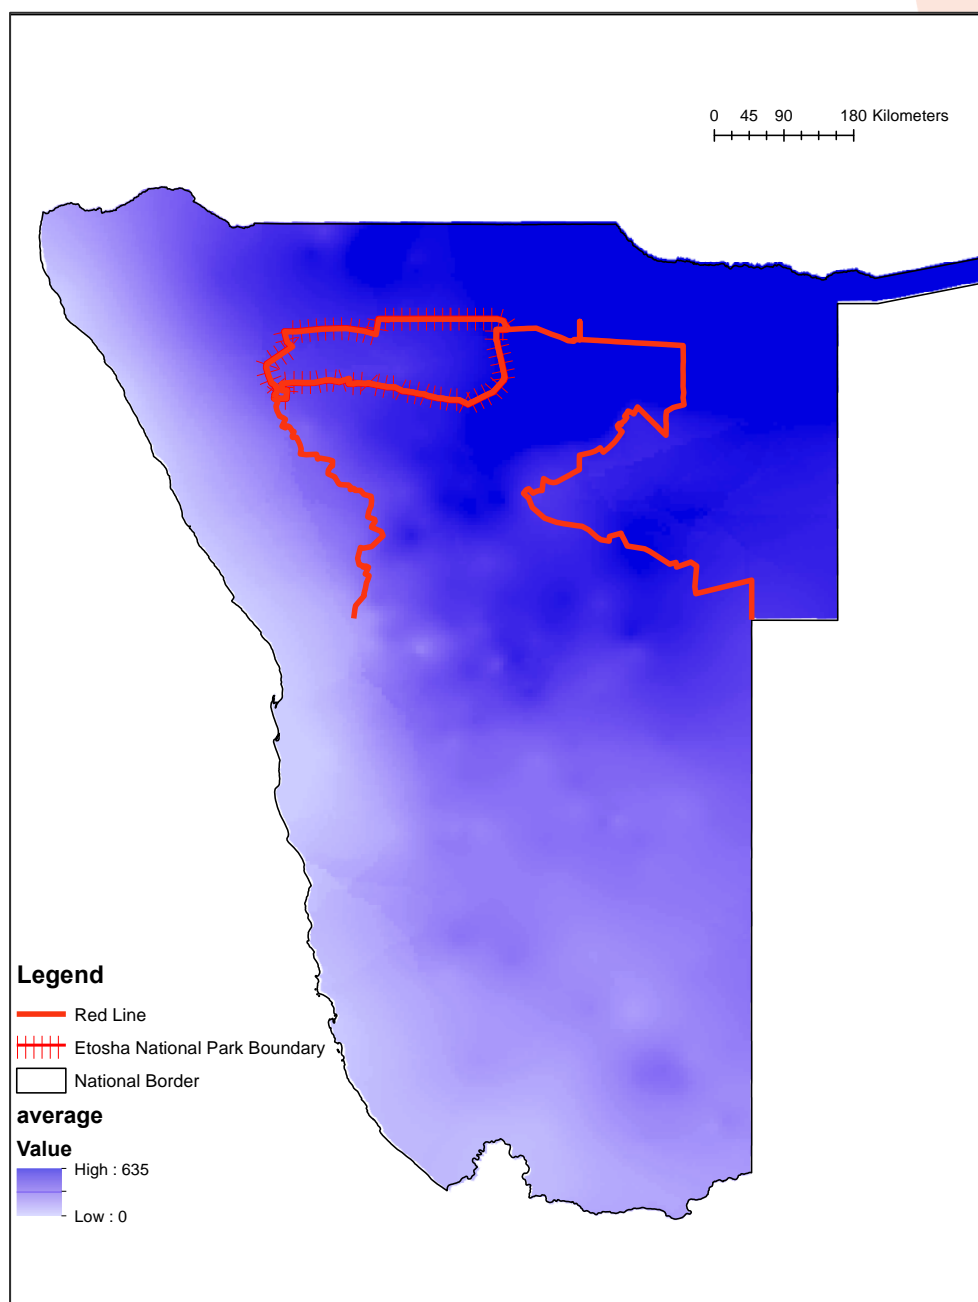 0 45 90 180 Kilometers
Legend
Red Line
Etosha National Park Boundary
National Border
average
Value
High : 635
Low : 0